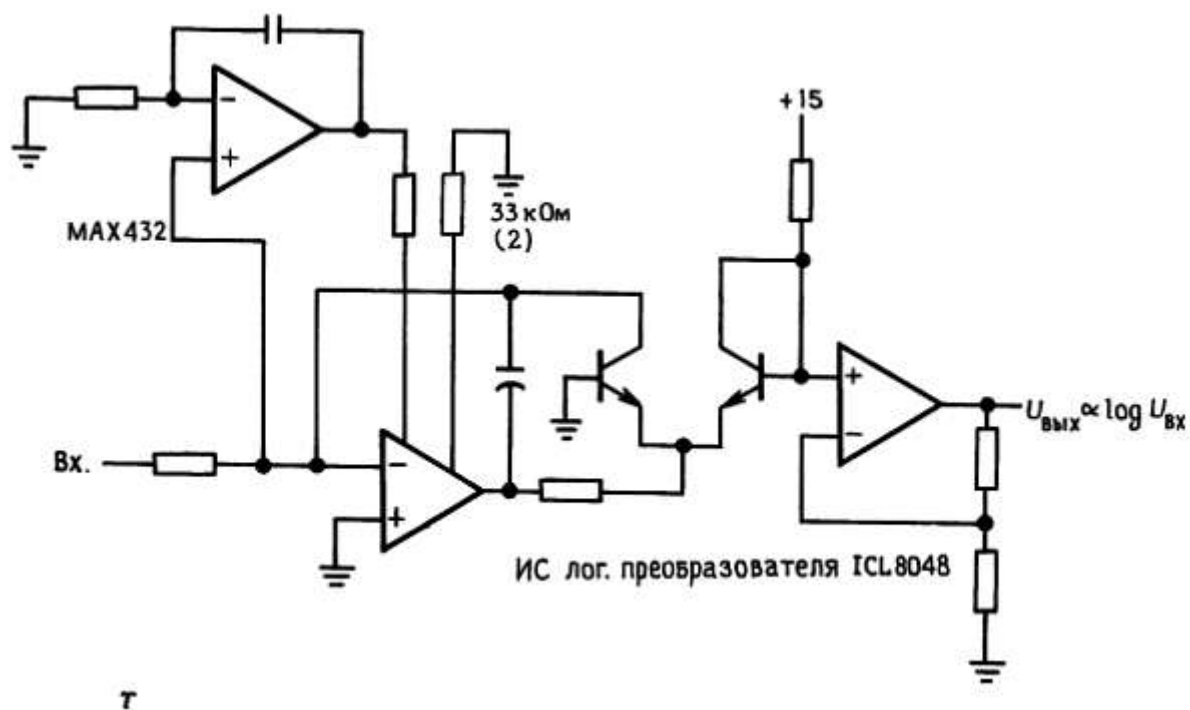 +15
33 кОм
(2)
MAX432
−
+
Вх.
−
+
+
−
Uвых ∝ log Uвх
ИС лог. преобразователя ICL8048
т